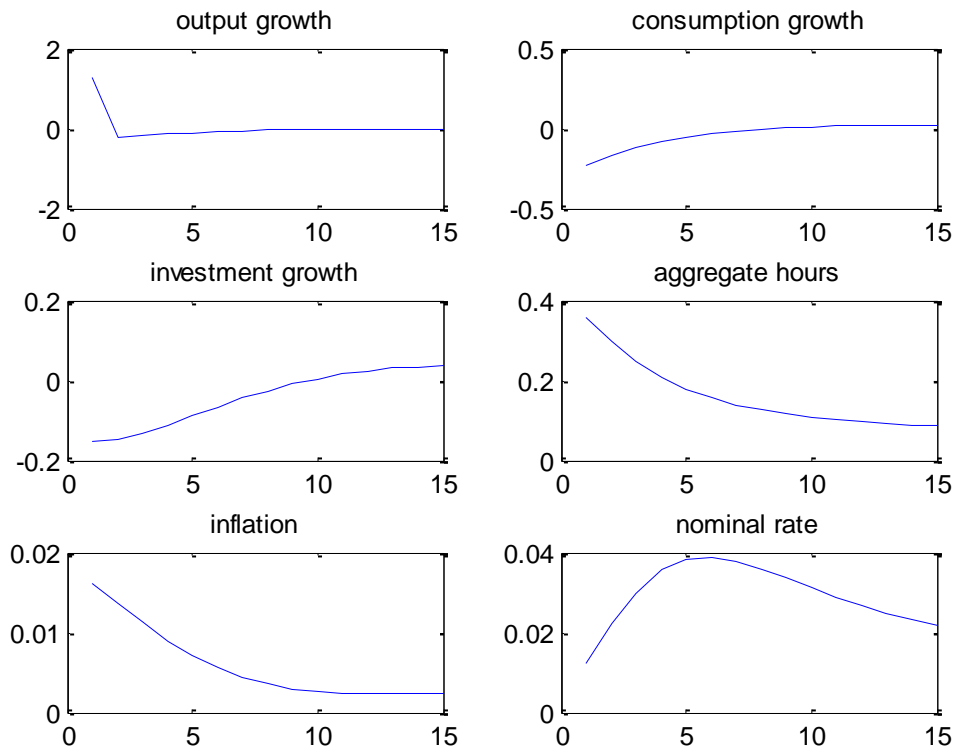 output growth
2
0
-2
0 5 10 15
consumption growth
0.5
0
-0.5
0 5 10 15
investment growth
0.2
0
-0.2
0 5 10 15
aggregate hours
0.4
0.2
0
0 5 10 15
inflation
0.02
0.01
0
0 5 10 15
nominal rate
0.04
0.02
0
0 5 10 15